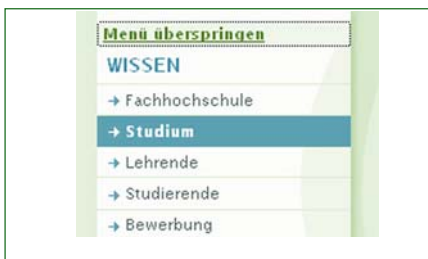 Menü überspringen
WISSEN
→ Fachhochschule
→ Studium
→ Lehrende
→ Studierende
→ Bewerbung